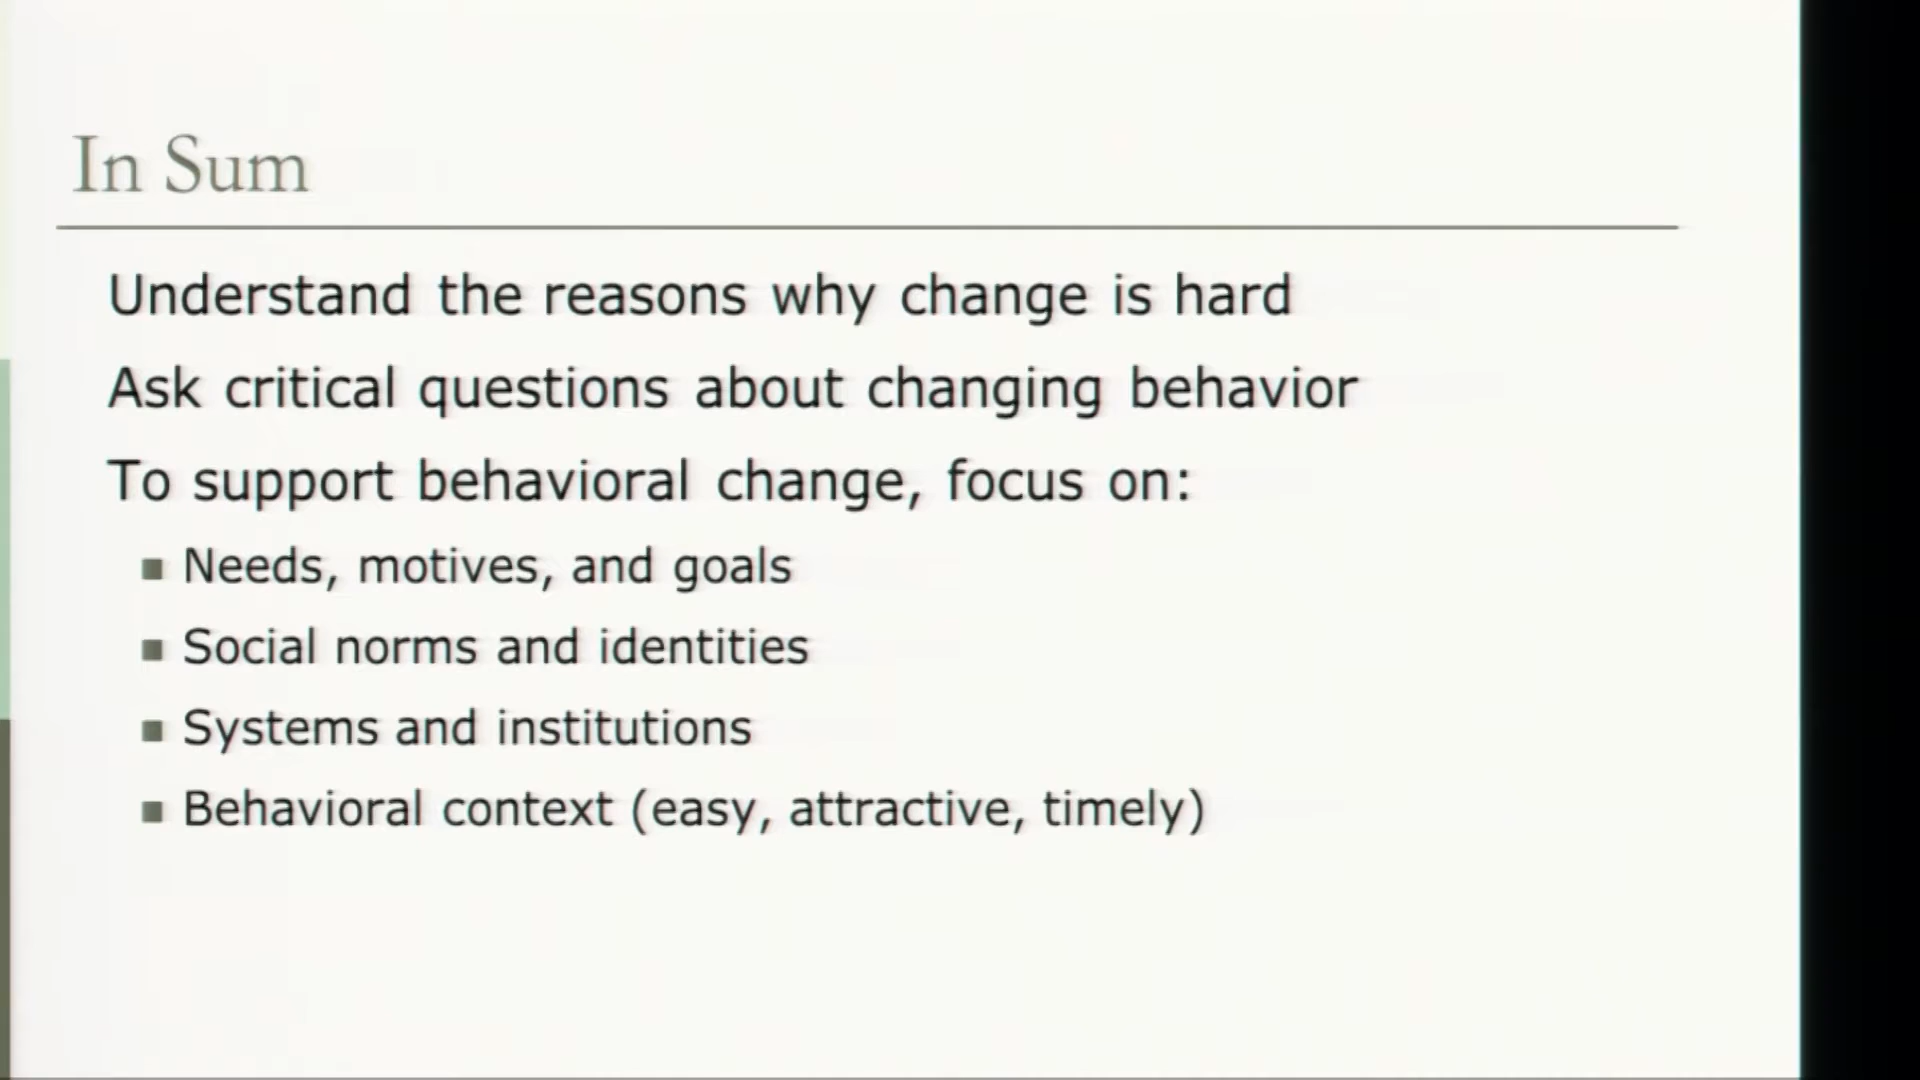 In Sum
Understand the reasons why change is hard
Ask critical questions about changing behavior
To support behavioral change, focus on:
Needs, motives, and goals
Social norms and identities
Systems and institutions
Behavioral context (easy, attractive, timely)